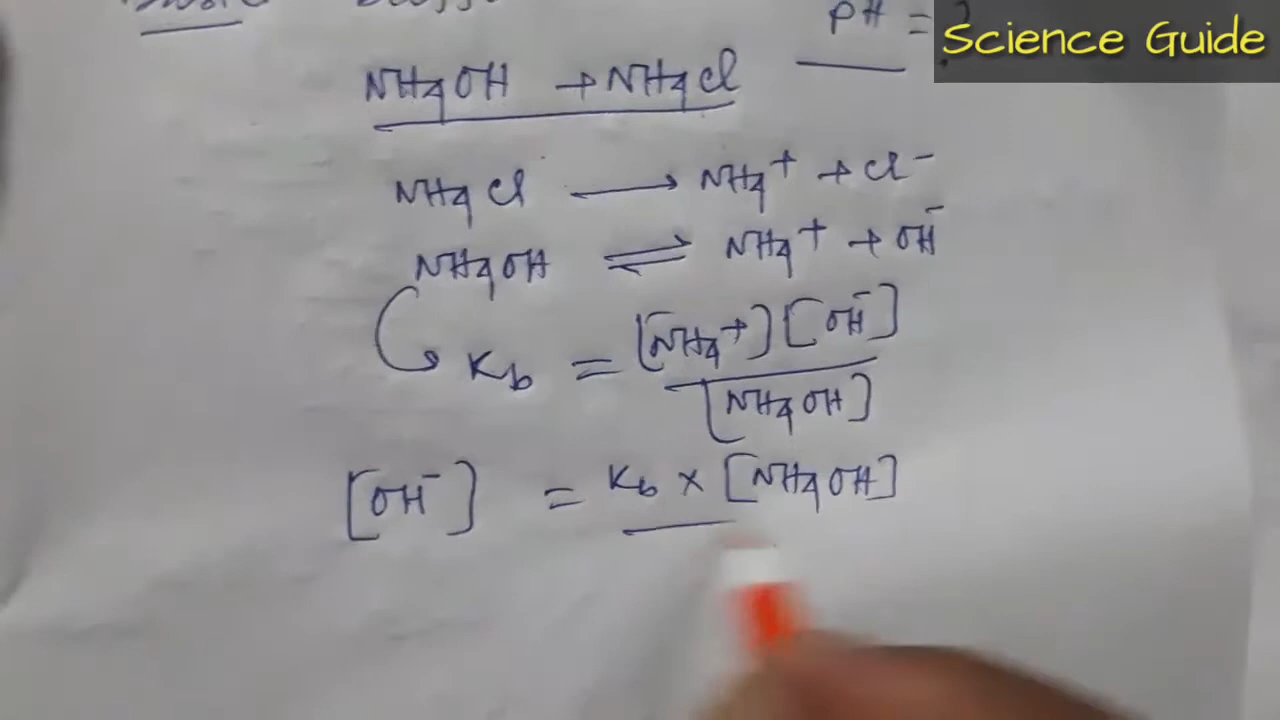 pH = ?
Science Guide
NH4OH + NH4Cl
NH4Cl ⟶ NH4+ + Cl-
NH4OH ⇌ NH4+ + OH-
Kb = [NH4+] [OH-]
[NH4OH]
[OH-] = Kb × [NH4OH]